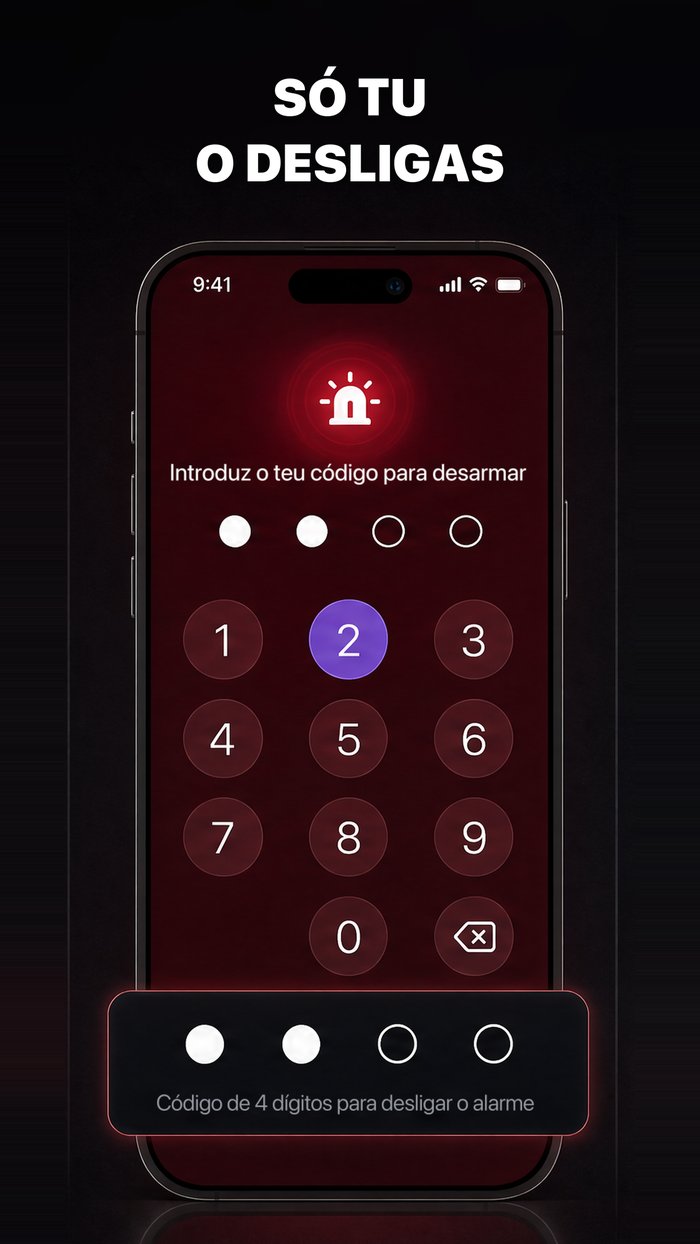 SÓ TU
O DESLIGAS
9:41
Introduz o teu código para desarmar
1 2 3
4 5 6
7 8 9
0
Código de 4 dígitos para desligar o alarme